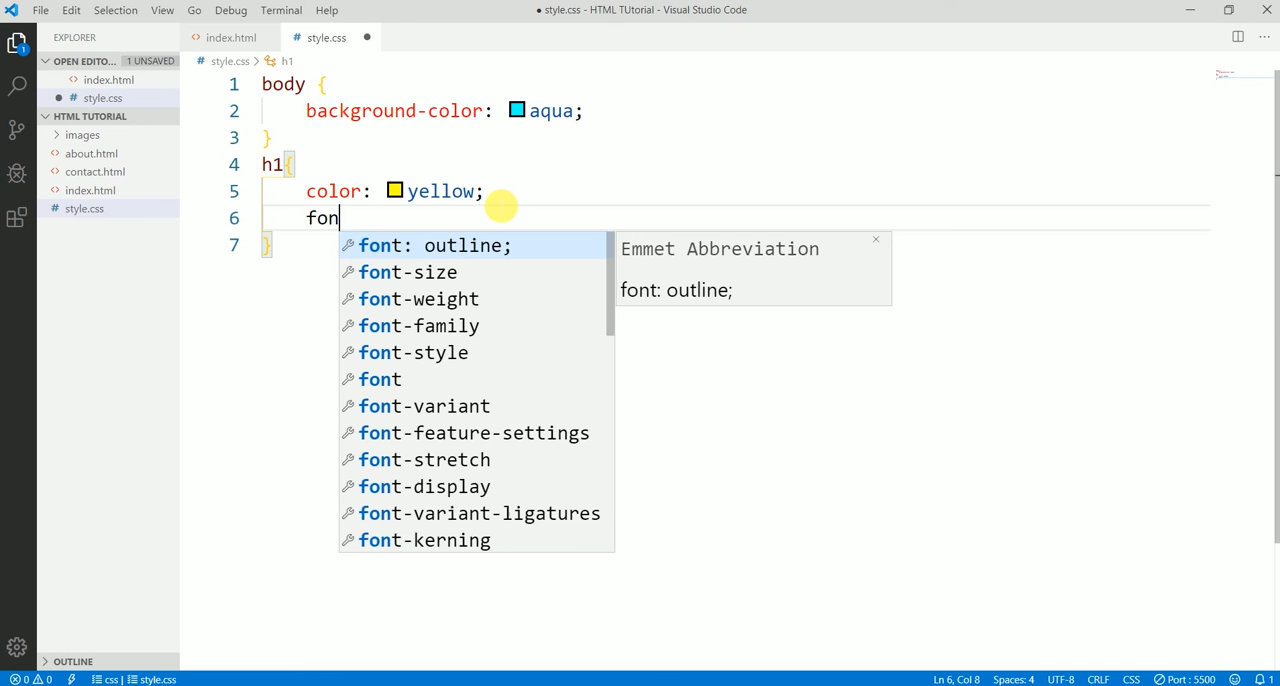 File Edit Selection View Go Debug Terminal Help
● style.css - HTML TUtorial - Visual Studio Code
EXPLORER
OPEN EDITO... 1 UNSAVED
<> index.html
● # style.css
HTML TUTORIAL
> images
<> about.html
<> contact.html
<> index.html
# style.css
OUTLINE
1
<> index.html
# style.css ●
# style.css > h1
1 body {
2 background-color: aqua;
3 }
4 h1{
5 color: yellow;
6 fon
7 }
font: outline;
font-size
font-weight
font-family
font-style
font
font-variant
font-feature-settings
font-stretch
font-display
font-variant-ligatures
font-kerning
Emmet Abbreviation
font: outline;
0 0 css | style.css
Ln 6, Col 8 Spaces: 4 UTF-8 CRLF CSS Port : 5500 1